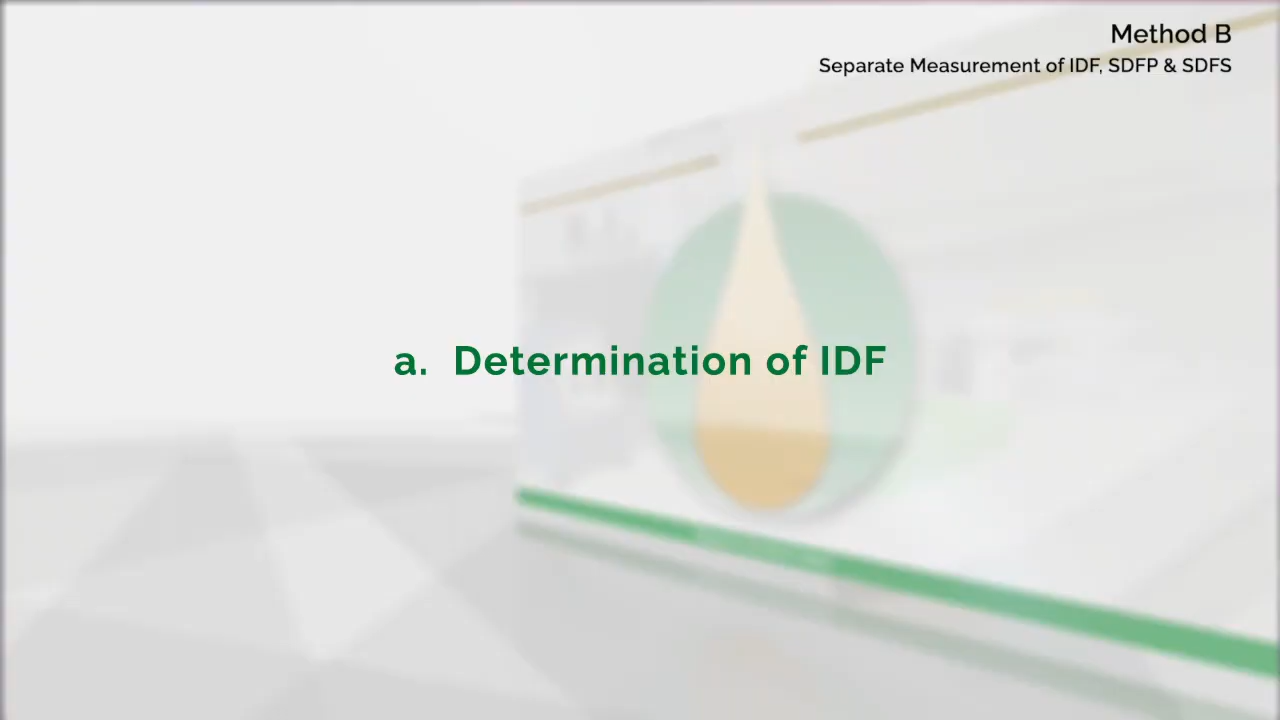 Method B
Separate Measurement of IDF, SDFP & SDFS
a. Determination of IDF